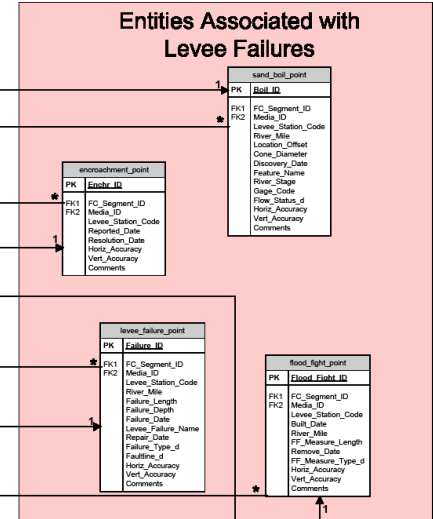 Entities Associated with
Levee Failures
sand_boil_point
1
PK Boil_ID
FK1 FC_Segment_ID
* FK2 Media_ID
Levee_Station_Code
River_Mile
Location_Offset
Cone_Diameter
Discovery_Date
Feature_Name
River_Stage
Gage_Code
Flow_Status_d
Horiz_Accuracy
Vert_Accuracy
Comments
encroachment_point
PK Enchr_ID
*
FK1 FC_Segment_ID
FK2 Media_ID
Levee_Station_Code
Reported_Date
1 Resolution_Date
Horiz_Accuracy
Vert_Accuracy
Comments
levee_failure_point
PK Failure_ID
*
FK1 FC_Segment_ID
FK2 Media_ID
Levee_Station_Code
River_Mile
Failure_Length
Failure_Depth
Failure_Date
1 Levee_Failure_Name
Repair_Date
Failure_Type_d
Faultline_d
Horiz_Accuracy
Vert_Accuracy
Comments
flood_fight_point
PK Flood_Fight_ID
FK1 FC_Segment_ID
FK2 Media_ID
Levee_Station_Code
Built_Date
River_Mile
FF_Measure_Length
Remove_Date
FF_Measure_Type_d
Horiz_Accuracy
Vert_Accuracy
* Comments
1